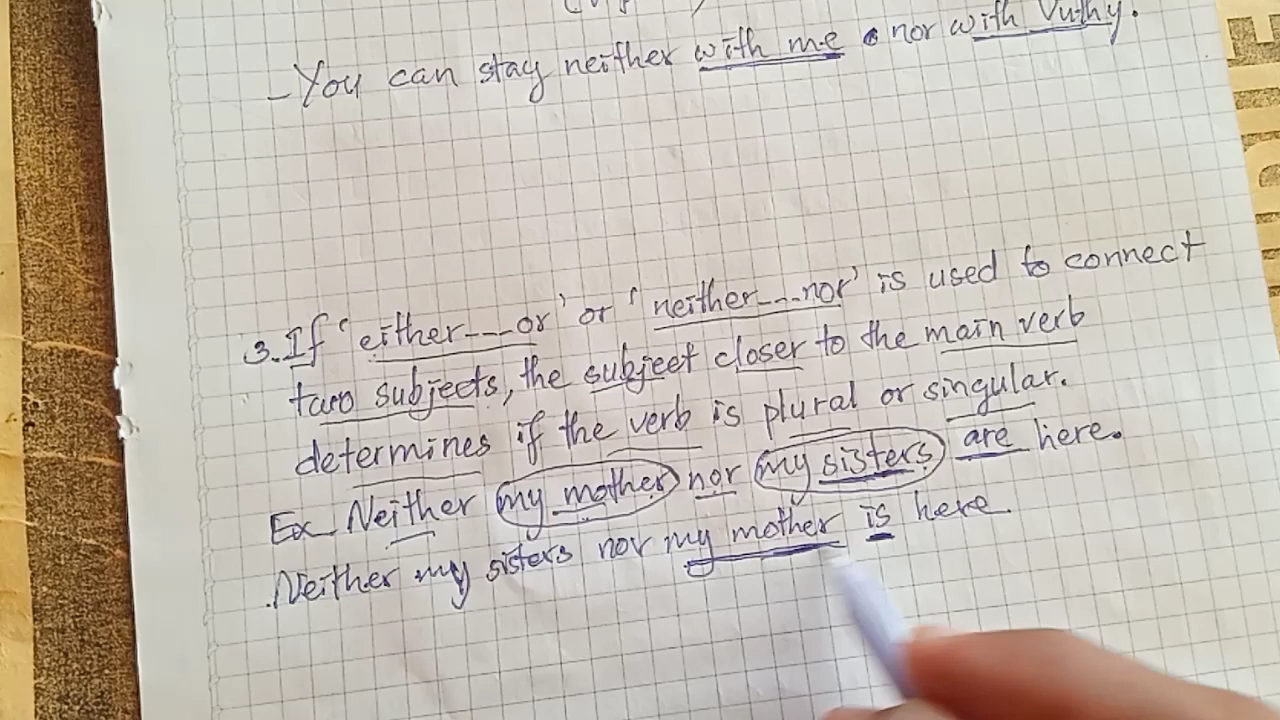 - You can stay neither with me nor with Vuthy.
3. If 'either---or' or 'neither---nor' is used to connect
two subjects, the subject closer to the main verb
determines if the verb is plural or singular.
Ex Neither my mother nor my sisters are here.
. Neither my sisters nor my mother is here.